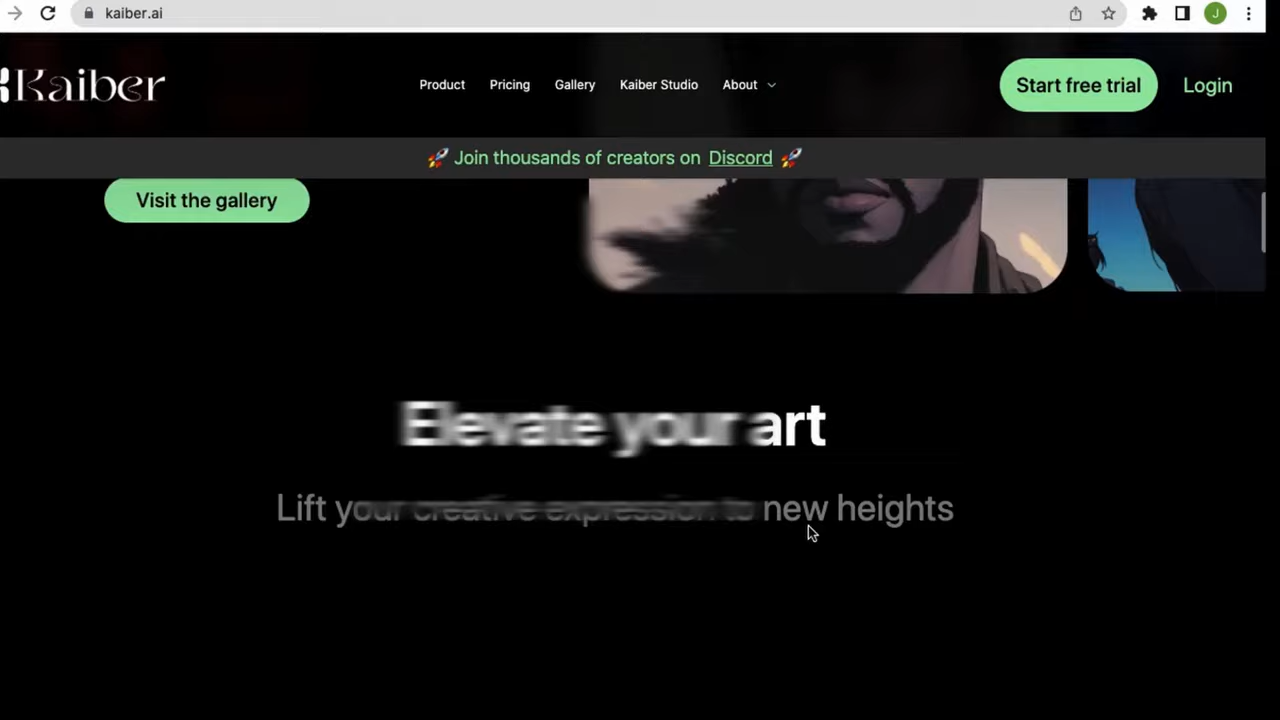 kaiber.ai
J
Kaiber
Product Pricing Gallery Kaiber Studio About
Start free trial Login
🚀 Join thousands of creators on Discord 🚀
Visit the gallery
Elevate your art
Lift your creative expression to new heights